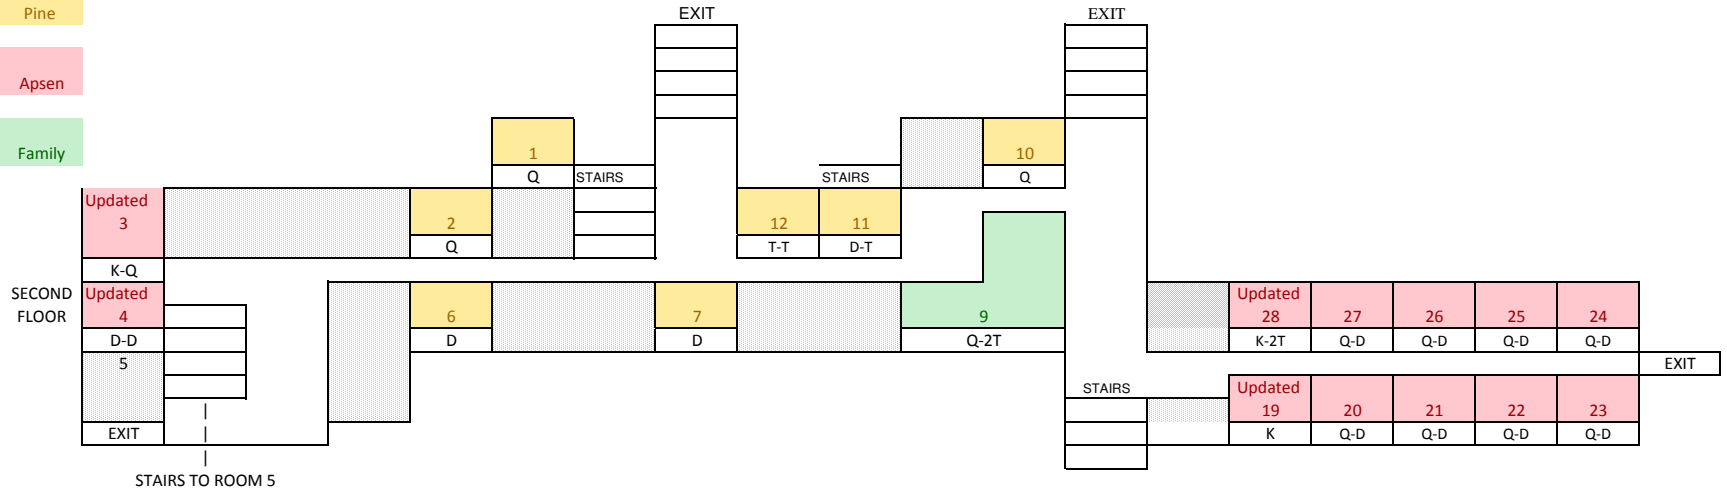 Pine
EXIT
EXIT
Apsen
Family
1
10
Q
STAIRS
STAIRS
Q
Updated
3
2
12
11
Q
T-T
D-T
K-Q
SECOND
FLOOR
Updated
4
6
7
9
Updated
28
27
26
25
24
D-D
D
D
Q-2T
K-2T
Q-D
Q-D
Q-D
Q-D
5
EXIT
STAIRS
Updated
19
20
21
22
23
EXIT
K
Q-D
Q-D
Q-D
Q-D
STAIRS TO ROOM 5